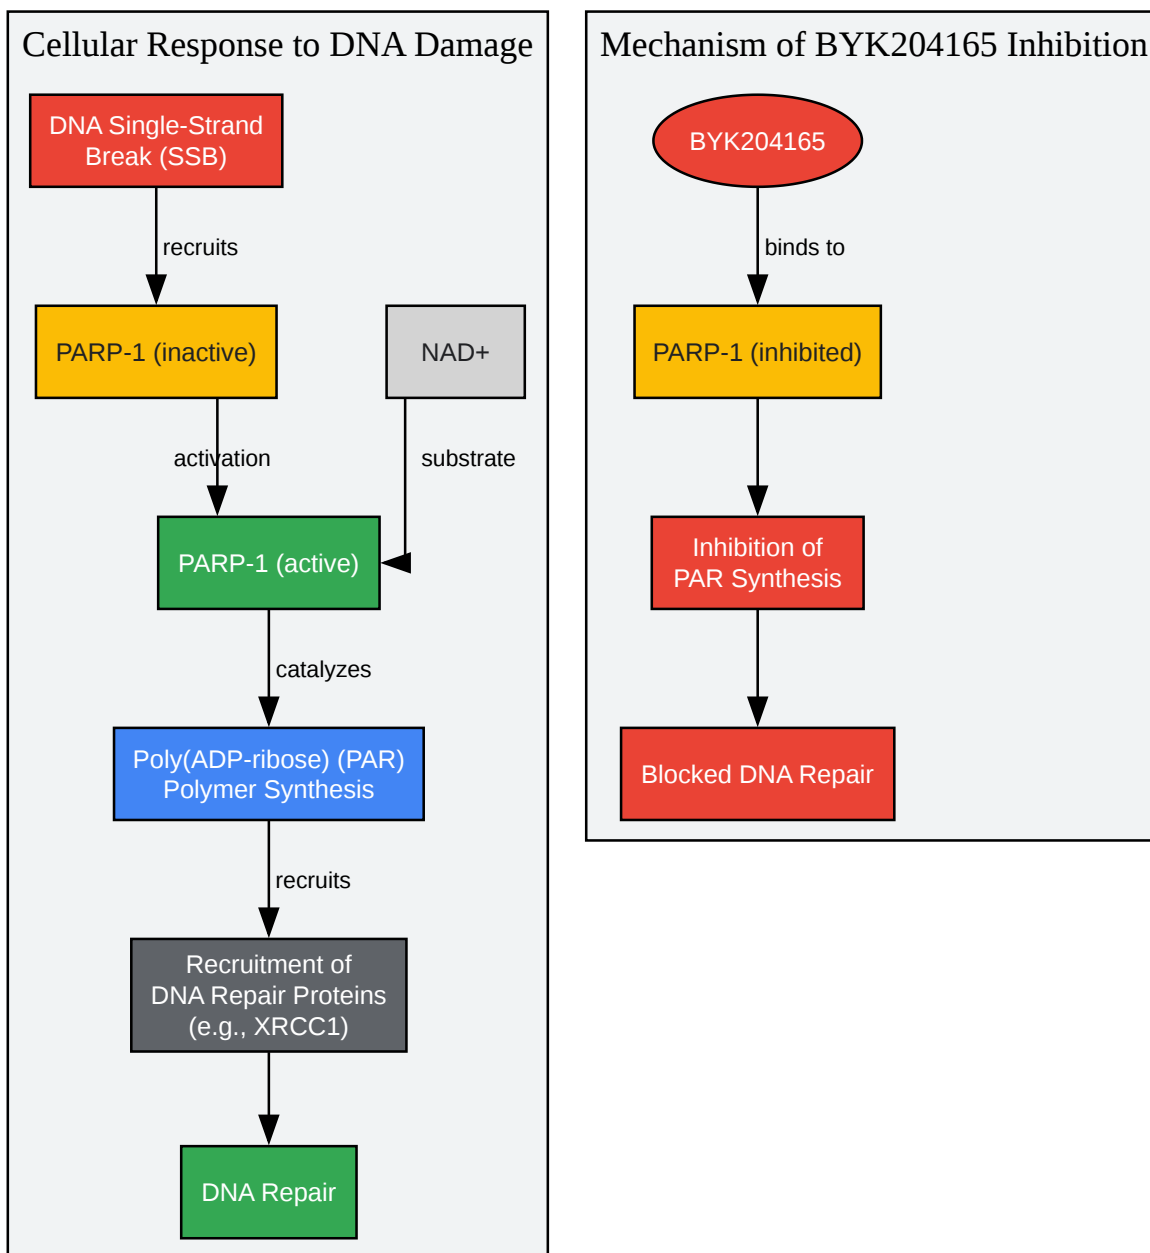 Cellular Response to DNA Damage
DNA Single-Strand
Break (SSB)
recruits
PARP-1 (inactive)
NAD+
activation
substrate
PARP-1 (active)
catalyzes
Poly(ADP-ribose) (PAR)
Polymer Synthesis
recruits
Recruitment of
DNA Repair Proteins
(e.g., XRCC1)
DNA Repair
Mechanism of BYK204165 Inhibition
BYK204165
binds to
PARP-1 (inhibited)
Inhibition of
PAR Synthesis
Blocked DNA Repair